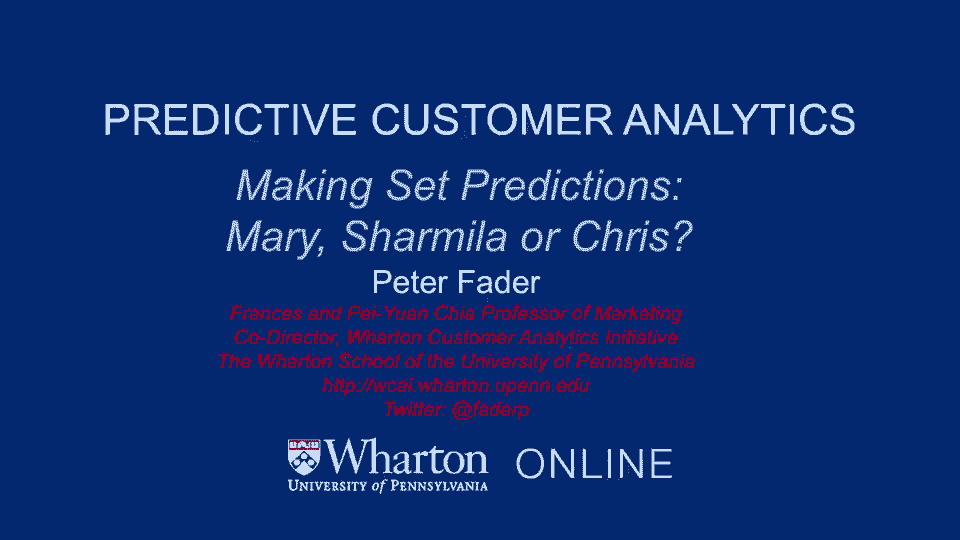 PREDICTIVE CUSTOMER ANALYTICS
Making Set Predictions:
Mary, Sharmila or Chris?
Peter Fader
Frances and Pei-Yuan Chia Professor of Marketing
Co-Director, Wharton Customer Analytics Initiative
The Wharton School of the University of Pennsylvania
http://wcai.wharton.upenn.edu
Twitter: @faderp
Wharton ONLINE
UNIVERSITY of PENNSYLVANIA